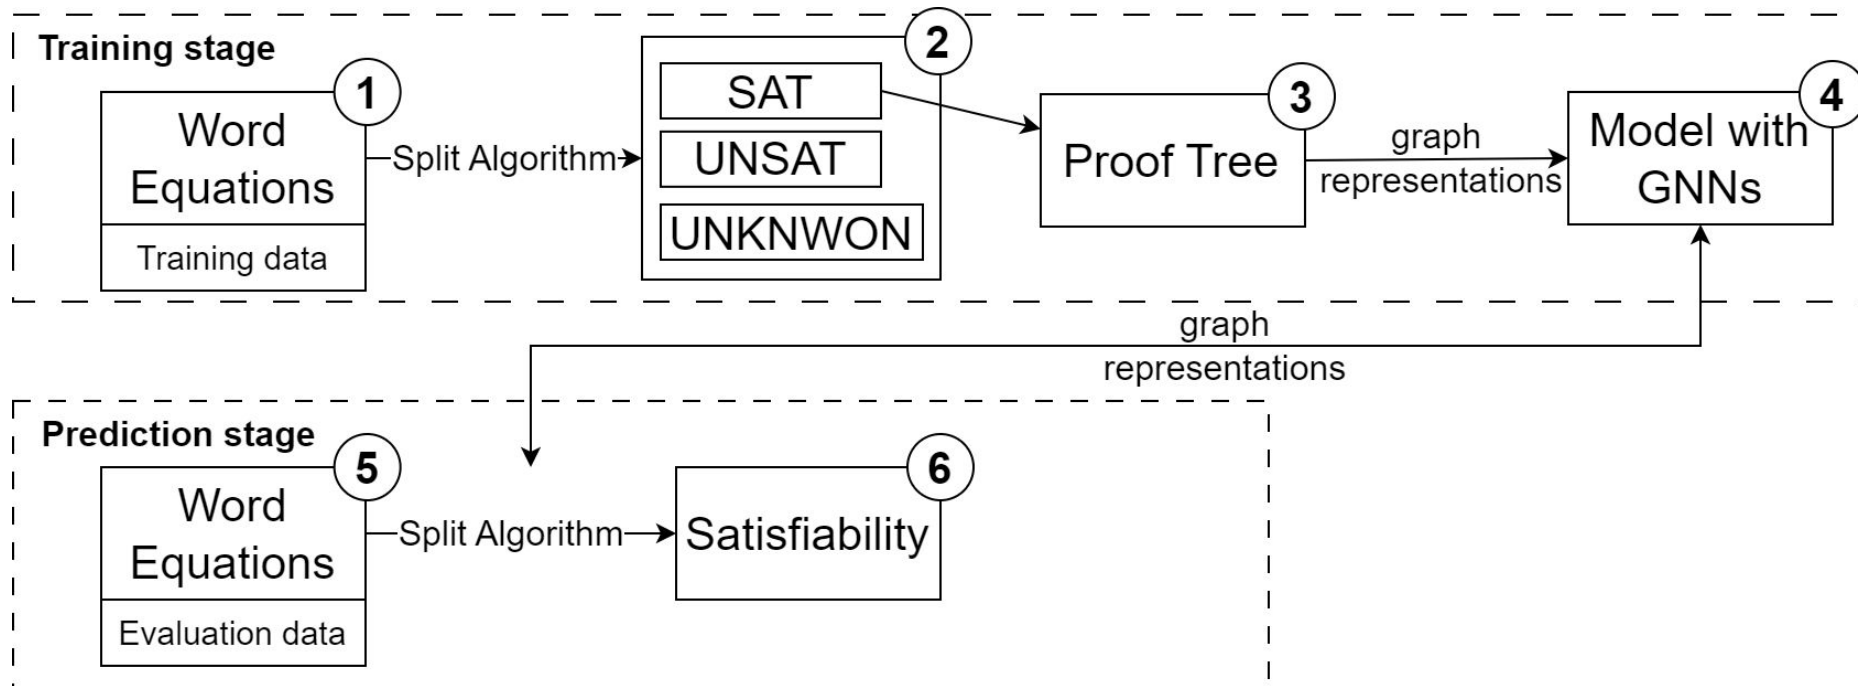 Training stage
1
Word
Equations
Training data
Split Algorithm
2
SAT
UNSAT
UNKNWON
3
Proof Tree
graph
representations
4
Model with
GNNs
graph
representations
Prediction stage
5
Word
Equations
Evaluation data
Split Algorithm
6
Satisfiability